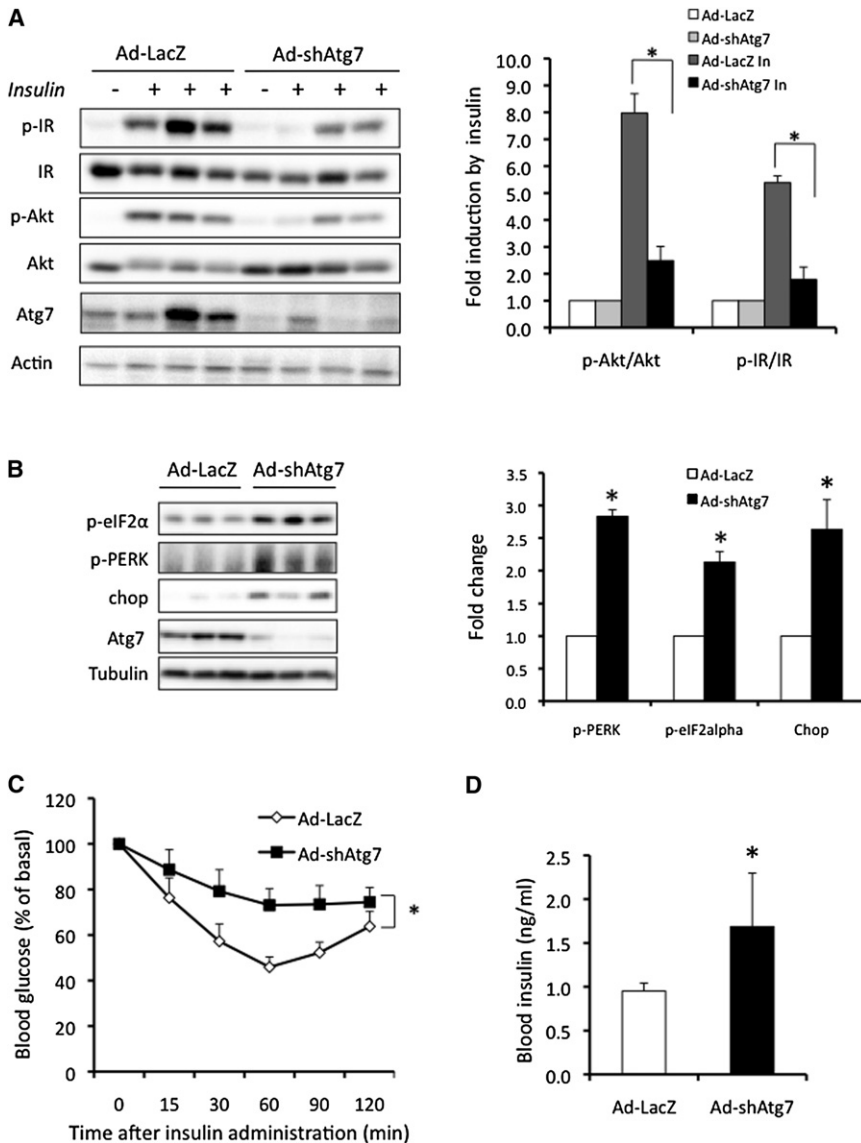 A
Ad-LacZ Ad-shAtg7
Insulin - + + + - + + +
p-IR
IR
p-Akt
Akt
Atg7
Actin
Ad-LacZ
Ad-shAtg7
Ad-LacZ In
Ad-shAtg7 In
Fold induction by insulin
10.0
9.0
8.0
7.0
6.0
5.0
4.0
3.0
2.0
1.0
0.0
*
*
p-Akt/Akt p-IR/IR
B
Ad-LacZ Ad-shAtg7
p-eIF2α
p-PERK
chop
Atg7
Tubulin
Ad-LacZ
Ad-shAtg7
Fold change
3.5
3.0
2.5
2.0
1.5
1.0
0.5
0.0
* * *
p-PERK p-eIF2alpha Chop
C
Blood glucose (% of basal)
120
100
80
60
40
20
0
Ad-LacZ
Ad-shAtg7
*
0 15 30 60 90 120
Time after insulin administration (min)
D
Blood insulin (ng/ml)
2.5
2.0
1.5
1.0
0.5
0.0
*
Ad-LacZ Ad-shAtg7